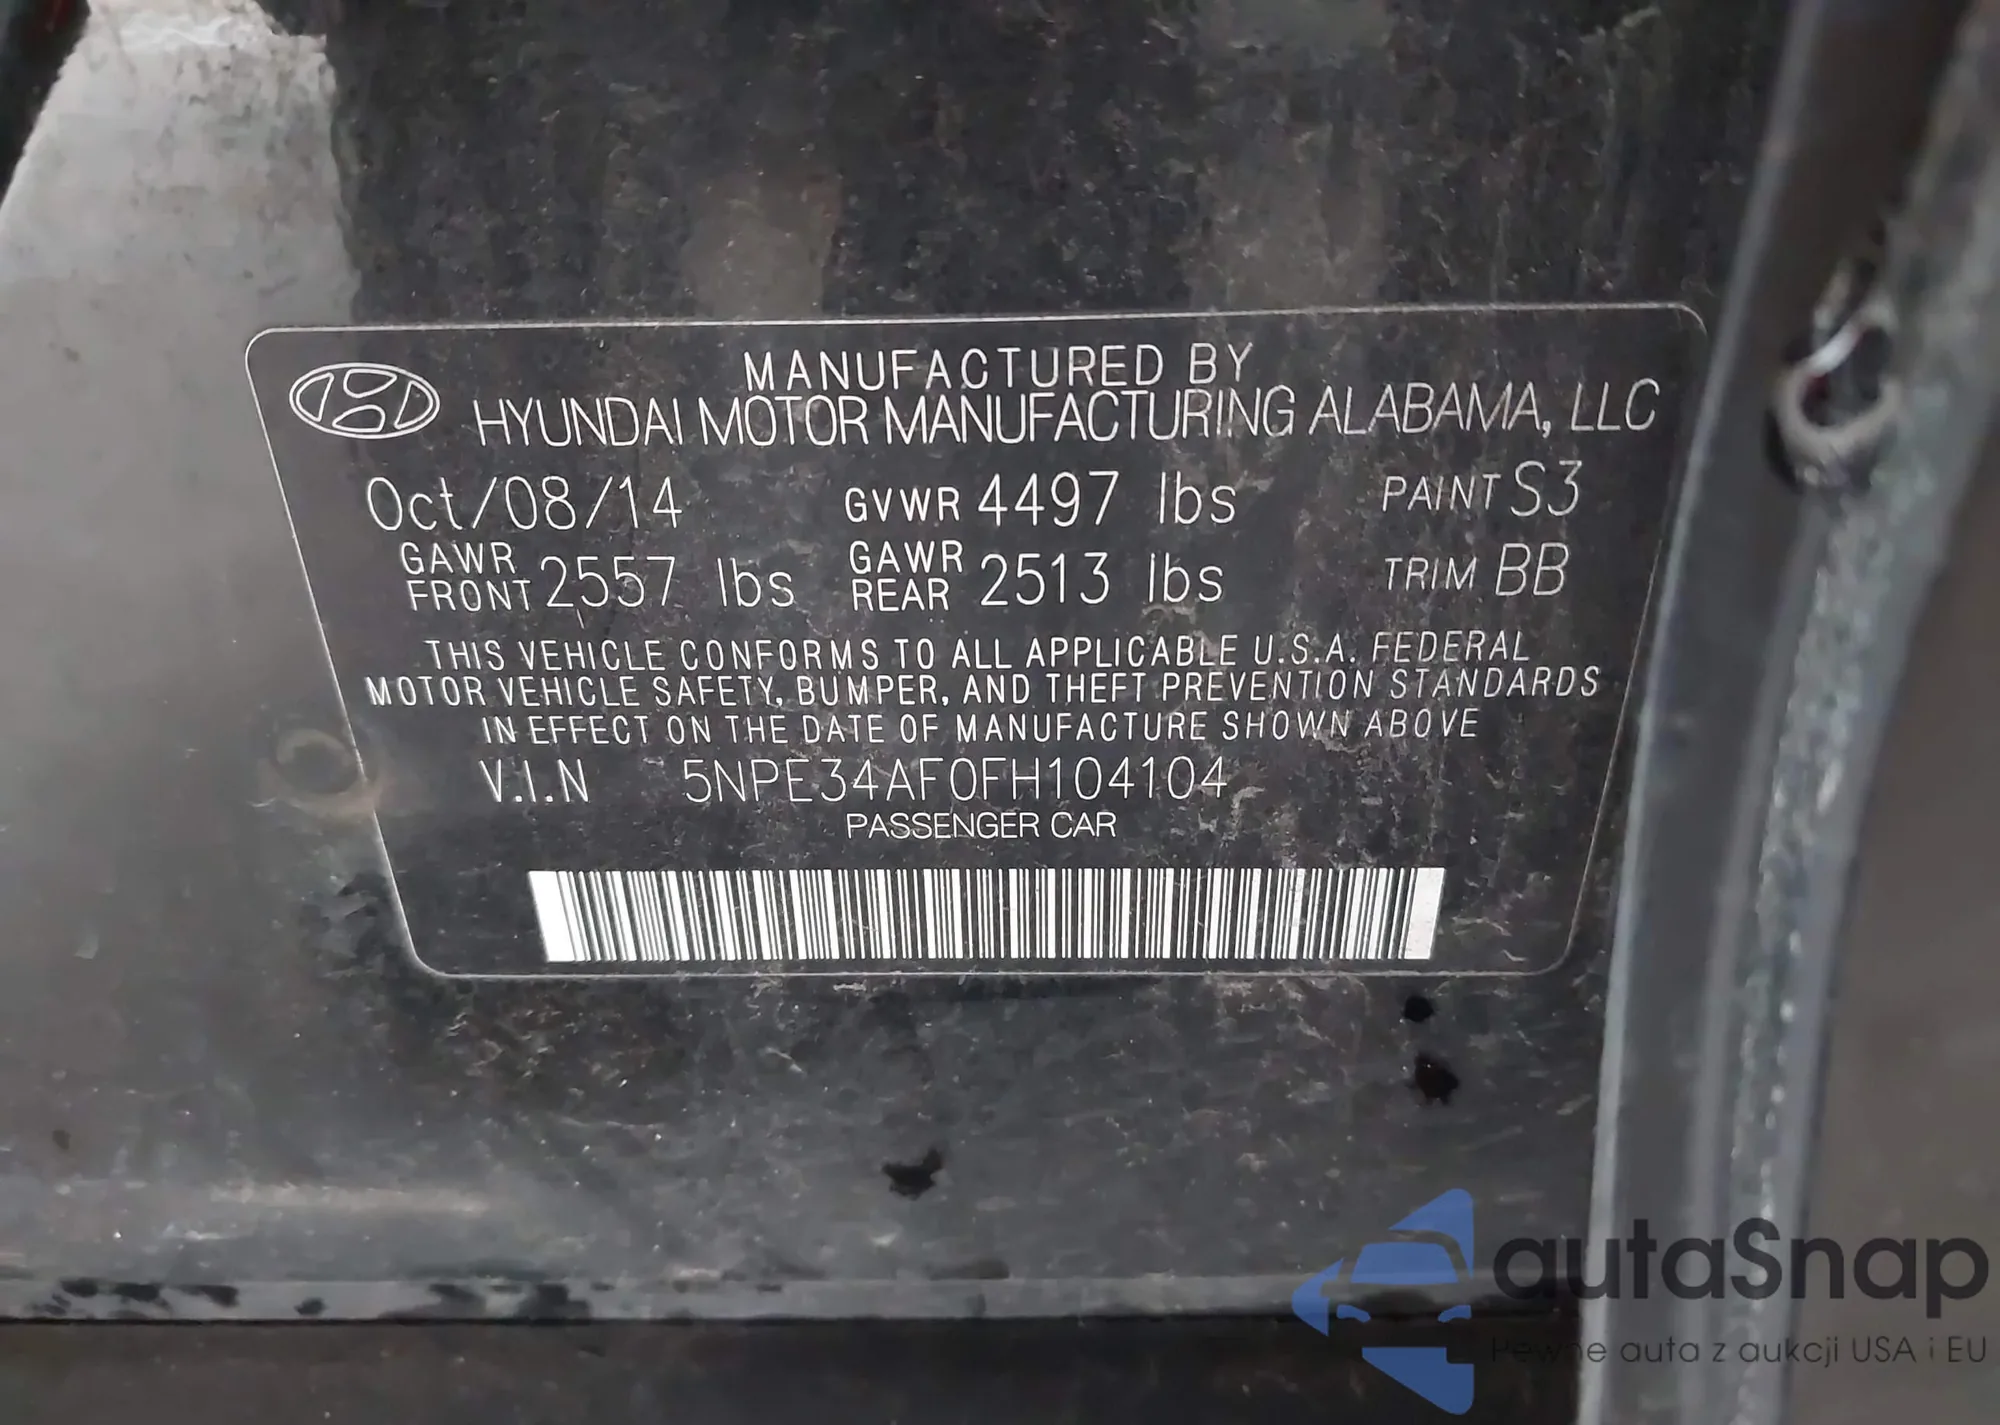 MANUFACTURED BY
HYUNDAI MOTOR MANUFACTURING ALABAMA, LLC
Oct/08/14 GVWR 4497 lbs PAINT S3
GAWR FRONT 2557 lbs GAWR REAR 2513 lbs TRIM BB
THIS VEHICLE CONFORMS TO ALL APPLICABLE U.S.A. FEDERAL
MOTOR VEHICLE SAFETY, BUMPER, AND THEFT PREVENTION STANDARDS
IN EFFECT ON THE DATE OF MANUFACTURE SHOWN ABOVE
V.I.N 5NPE34AF0FH104104
PASSENGER CAR
autaSnap
Pewne auta z aukcji USA i EU